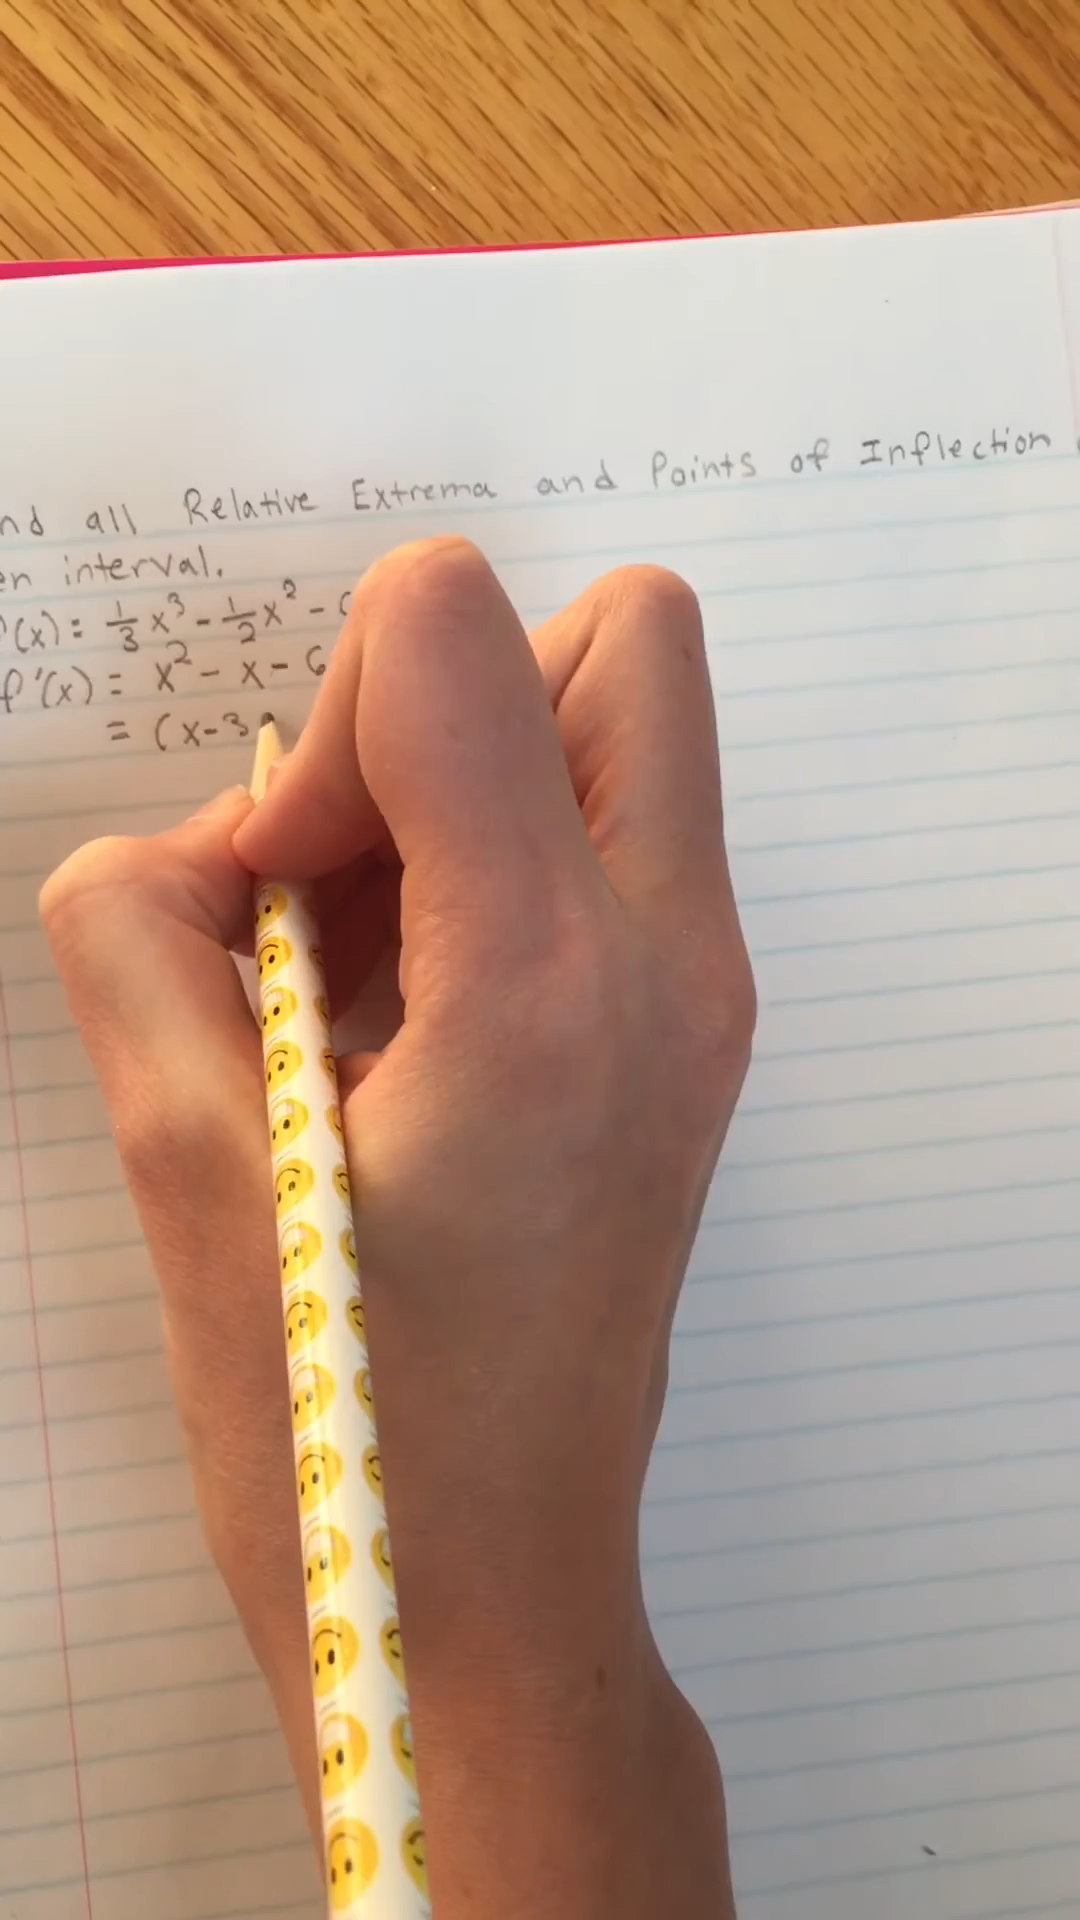 nd all Relative Extrema and Points of Inflection
en interval.
(x) = 1/3 x³ - 1/2 x² -
f'(x) = x² - x - 6
= (x-3